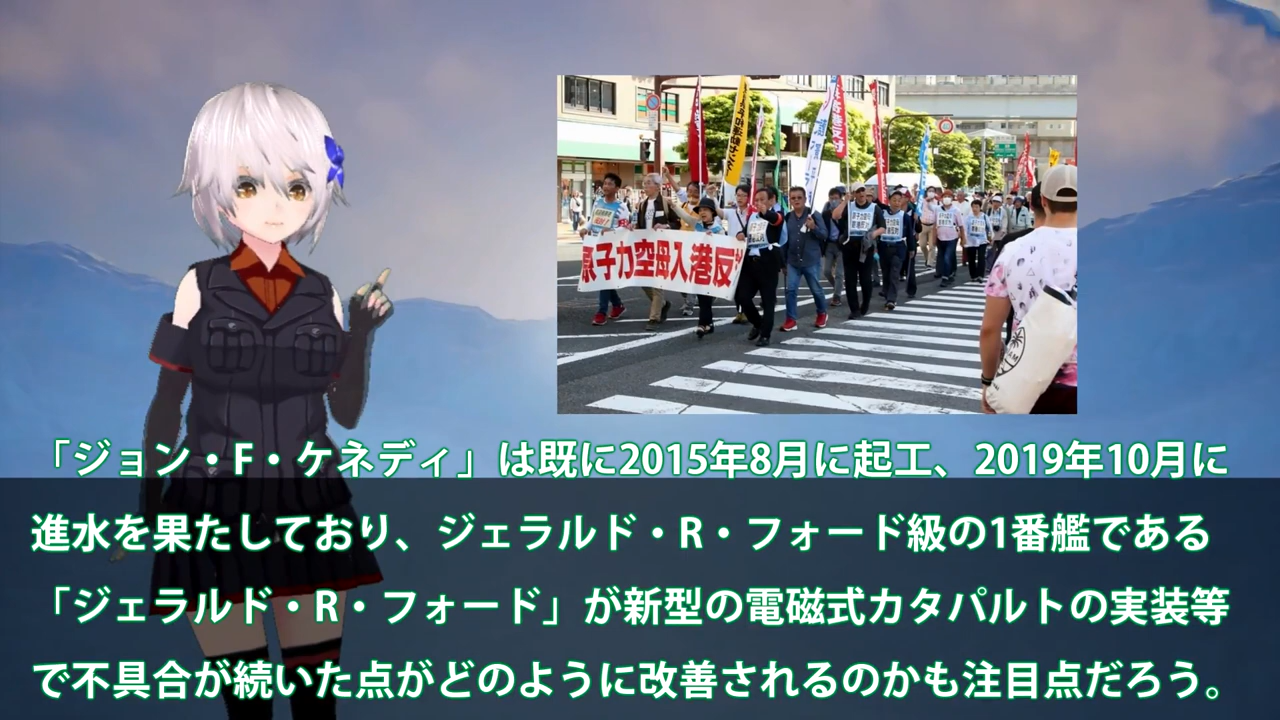 原子力空母入港反
「ジョン・F・ケネディ」は既に2015年8月に起工、2019年10月に
進水を果たしており、ジェラルド・R・フォード級の1番艦である
「ジェラルド・R・フォード」が新型の電磁式カタパルトの実装等
で不具合が続いた点がどのように改善されるのかも注目点だろう。